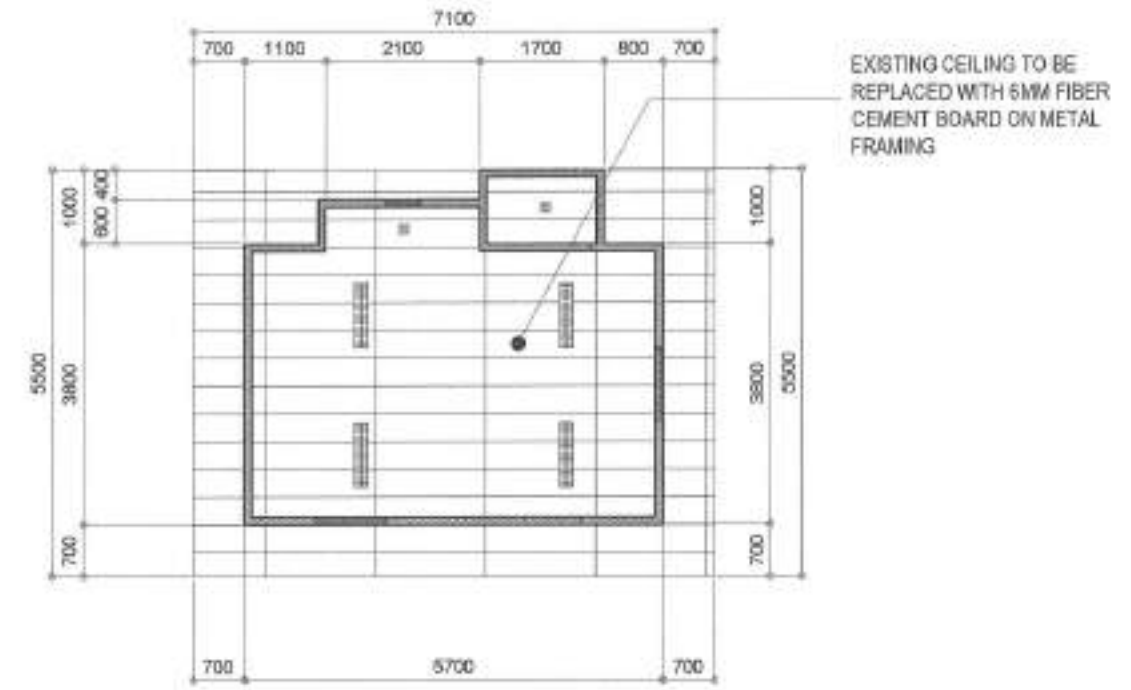 7100
700 1100 2100 1700 800 700
EXISTING CEILING TO BE
REPLACED WITH 6MM FIBER
CEMENT BOARD ON METAL
FRAMING
1000
400
600
1000
5500
3800
3800
5500
700
700
700 5700 700